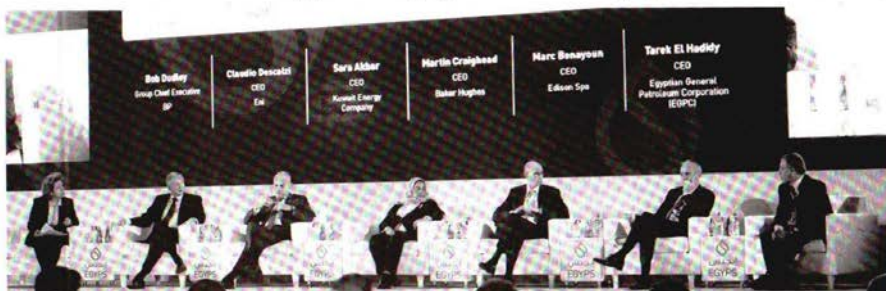 Bob Dudley
Group Chief Executive
BP
Claudio Descalzi
CEO
Eni
Sara Akbar
CEO
Kuwait Energy
Company
Martin Craighead
CEO
Baker Hughes
Marc Benayoun
CEO
Edison Spa
Tarek El Hadidy
CEO
Egyptian General
Petroleum Corporation
(EGPC)
EGYPS
EGYPS
EGYPS
EGYPS
EGYPS
EGYPS